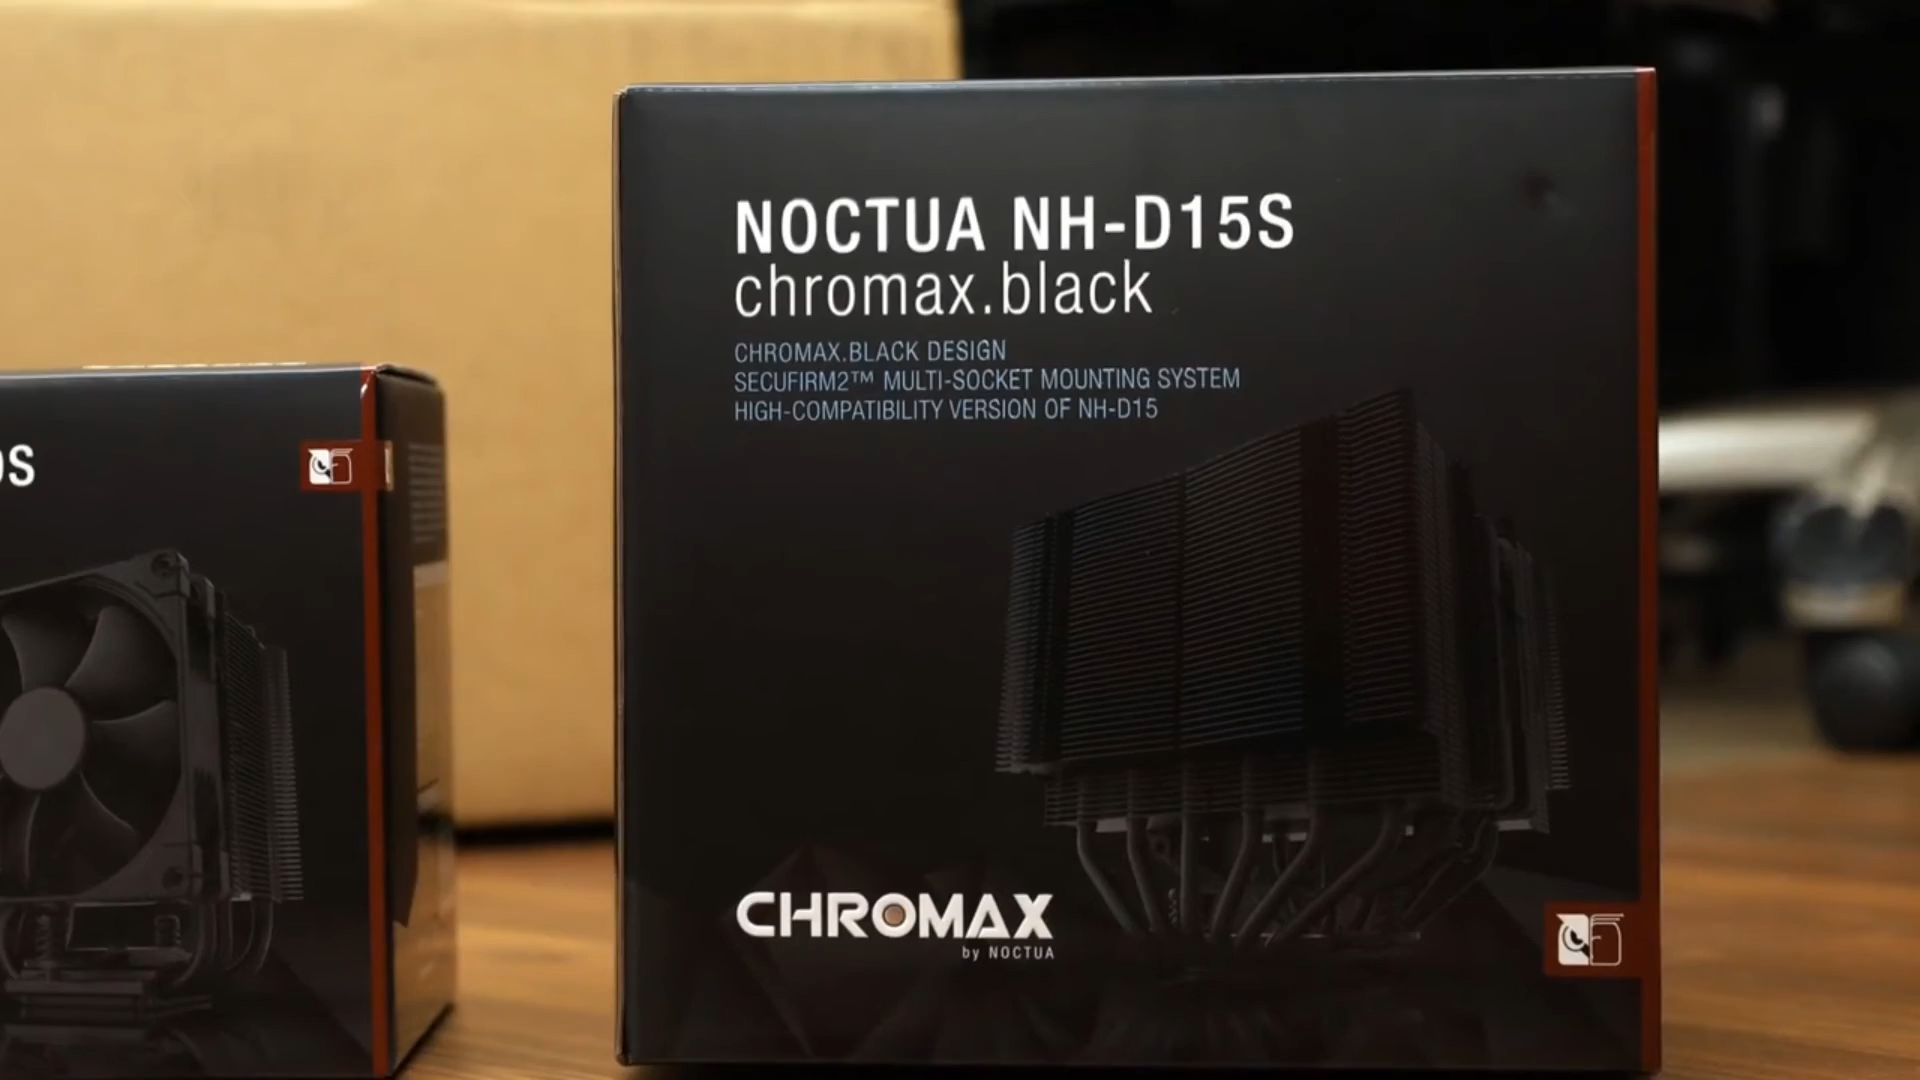 NOCTUA NH-D15S
chromax.black
CHROMAX.BLACK DESIGN
SECUFIRM2™ MULTI-SOCKET MOUNTING SYSTEM
HIGH-COMPATIBILITY VERSION OF NH-D15
CHROMAX
by NOCTUA